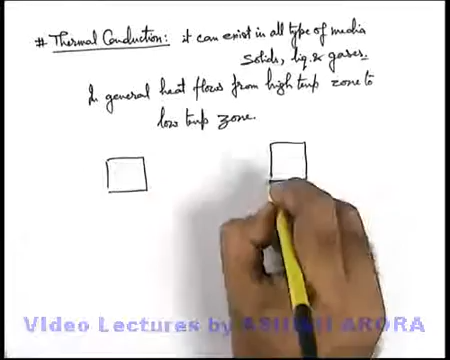 # Thermal Conduction: it can exist in all type of media
solids, liq. & gases.
In general heat flows from high temp zone to
low temp zone.
Video Lectures by ASHISH ARORA